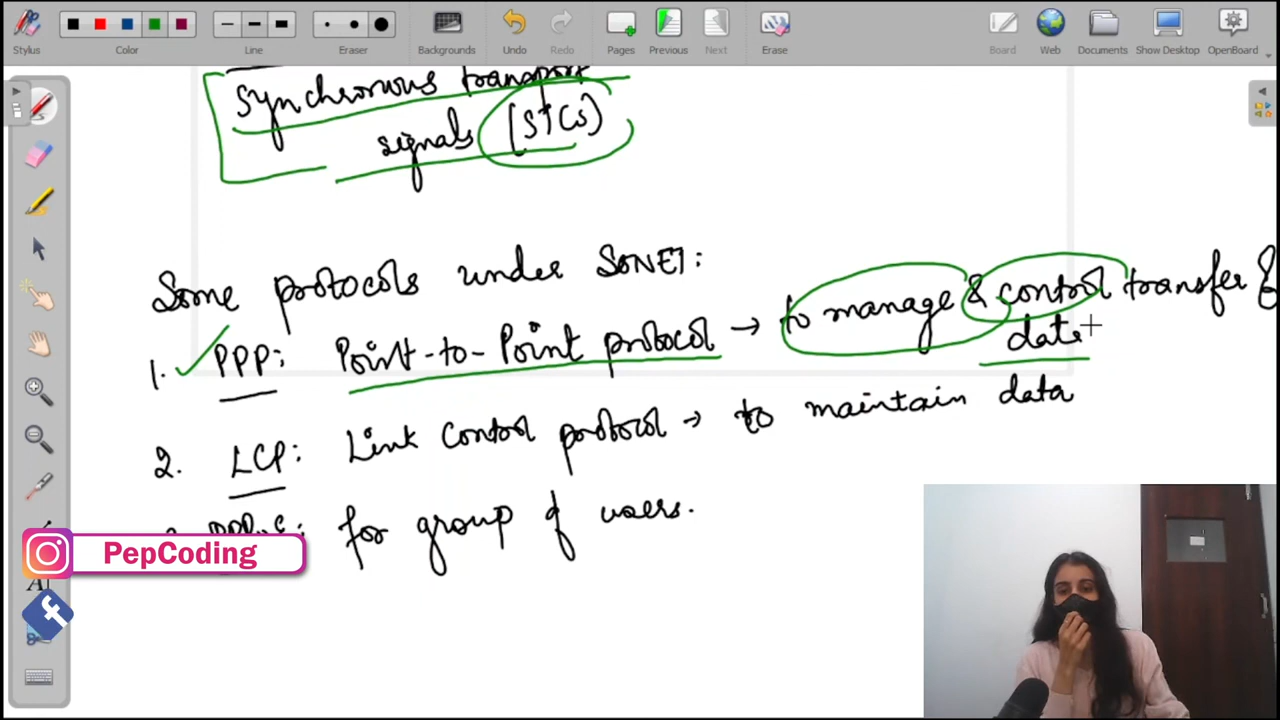 Stylus Color Line Eraser Backgrounds Undo Redo Pages Previous Next Erase Board Web Documents Show Desktop OpenBoard
Synchronous transport
signals [STCs)
Some protocols under SONET:
1. PPP: Point-to-Point protocol → to manage & control transfer
data
2. LCP: Link Control protocol → to maintain data
for group of users.
PepCoding